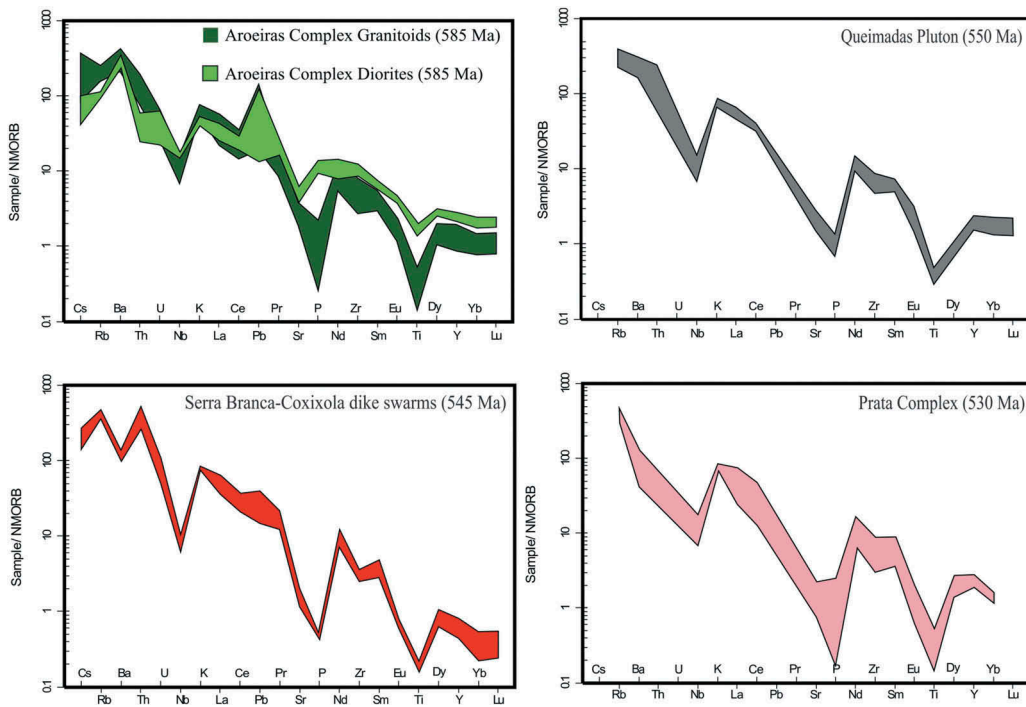 1000
100
10
1
0.1
Sample/ NMORB
Aroeiras Complex Granitoids (585 Ma)
Aroeiras Complex Diorites (585 Ma)
Cs Ba U K Ce Pr P Zr Eu Dy Yb
Rb Th Nb La Pb Sr Nd Sm Ti Y Lu
1000
100
10
1
0.1
Sample/ NMORB
Queimadas Pluton (550 Ma)
Cs Ba U K Ce Pr P Zr Eu Dy Yb
Rb Th Nb La Pb Sr Nd Sm Ti Y Lu
1000
100
10
1
0.1
Sample/ NMORB
Serra Branca-Coxixola dike swarms (545 Ma)
Cs Ba U K Ce Pr P Zr Eu Dy Yb
Rb Th Nb La Pb Sr Nd Sm Ti Y Lu
1000
100
10
1
0.1
Sample/ NMORB
Prata Complex (530 Ma)
Cs Ba U K Ce Pr P Zr Eu Dy Yb
Rb Th Nb La Pb Sr Nd Sm Ti Y Lu